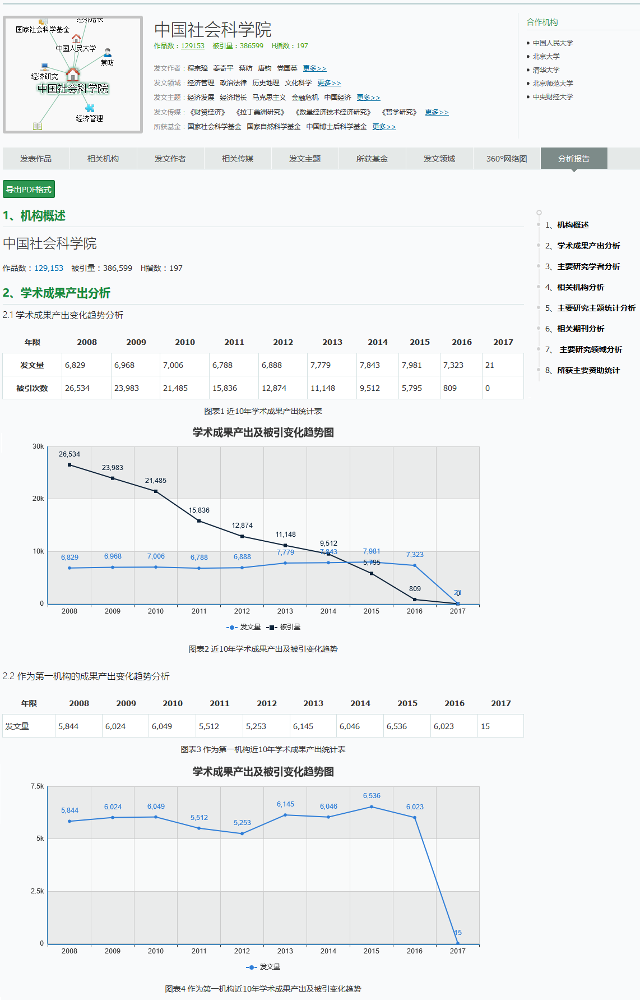 经济增长
国家社会科学基金
中国人民大学
蔡昉
经济研究
中国社会科学院
经济管理
中国社会科学院
作品数：129153 被引量：386599 H指数：197
发文作者：程宗璋 姜奇平 蔡昉 唐钧 党国英 更多>>
发文领域：经济管理 政治法律 历史地理 文化科学 更多>>
发文主题：经济发展 经济增长 马克思主义 金融危机 中国经济 更多>>
发文传媒：《财贸经济》 《拉丁美洲研究》 《数量经济技术经济研究》 《哲学研究》 更多>>
所获基金：国家社会科学基金 国家自然科学基金 中国博士后科学基金 更多>>
合作机构
中国人民大学
北京大学
清华大学
北京师范大学
中央财经大学
发表作品 相关机构 发文作者 相关传媒 发文主题 所获基金 发文领域 360°网络图 分析报告
导出PDF格式
1、机构概述
中国社会科学院
作品数：129,153 被引量：386,599 H指数：197
2、学术成果产出分析
2.1 学术成果产出变化趋势分析
年限 2008 2009 2010 2011 2012 2013 2014 2015 2016 2017
发文量 6,829 6,968 7,006 6,788 6,888 7,779 7,843 7,981 7,323 21
被引次数 26,534 23,983 21,485 15,836 12,874 11,148 9,512 5,795 809 0
图表1 近10年学术成果产出统计表
学术成果产出及被引变化趋势图
30k
20k
10k
0
26,534 23,983 21,485 15,836 12,874 11,148 9,512 5,795 809 0
6,829 6,968 7,006 6,788 6,888 7,779 7,843 7,981 7,323 21
2008 2009 2010 2011 2012 2013 2014 2015 2016 2017
发文量 被引量
图表2 近10年学术成果产出及被引变化趋势
2.2 作为第一机构的成果产出变化趋势分析
年限 2008 2009 2010 2011 2012 2013 2014 2015 2016 2017
发文量 5,844 6,024 6,049 5,512 5,253 6,145 6,046 6,536 6,023 15
图表3 作为第一机构近10年学术成果产出统计表
学术成果产出及被引变化趋势图
7.5k
5k
2.5k
0
5,844 6,024 6,049 5,512 5,253 6,145 6,046 6,536 6,023 15
2008 2009 2010 2011 2012 2013 2014 2015 2016 2017
发文量
图表4 作为第一机构近10年学术成果产出及被引变化趋势
1、机构概述
2、学术成果产出分析
3、主要研究学者分析
4、相关机构分析
5、主要研究主题统计分析
6、相关期刊分析
7、 主要研究领域分析
8、所获主要资助统计